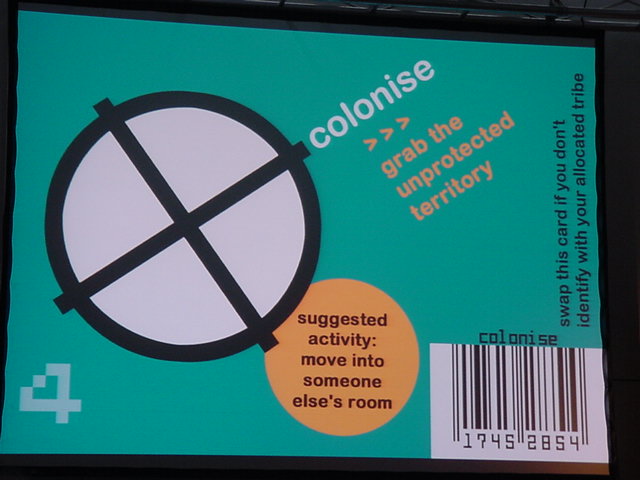 colonise
> > >
grab the
unprotected
territory
swap this card if you don't
identify with your allocated tribe
suggested
activity:
move into
someone
else's room
4
colonise
1745 2854